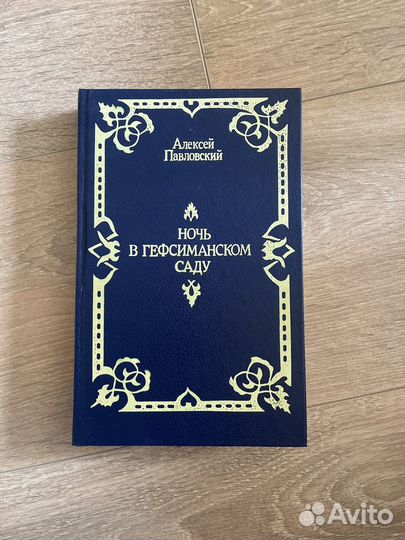 Алексей
Павловский
НОЧЬ
В ГЕФСИМАНСКОМ
САДУ
Avito